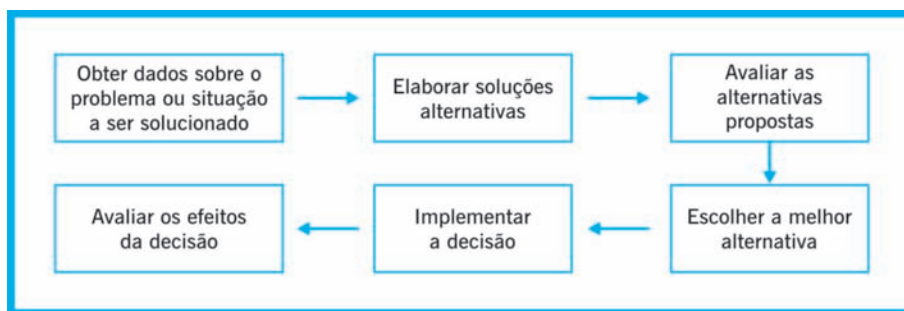 Obter dados sobre o
problema ou situação
a ser solucionado
Elaborar soluções
alternativas
Avaliar as
alternativas
propostas
Escolher a melhor
alternativa
Implementar
a decisão
Avaliar os efeitos
da decisão